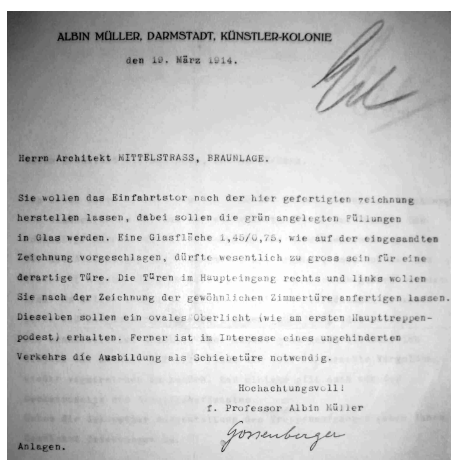 ALBIN MÜLLER, DARMSTADT, KÜNSTLER-KOLONIE
den 19. März 1914.
Herrn Architekt MITTELSTRASS, BRAUNLAGE.
Sie wollen das Einfahrtstor nach der hier gefertigten Zeichnung
herstellen lassen, dabei sollen die grün angelegten Füllungen
in Glas werden. Eine Glasfläche 1,45/0,75, wie auf der eingesandten
Zeichnung vorgeschlagen, dürfte wesentlich zu gross sein für eine
derartige Türe. Die Türen im Haupteingang rechts und links wollen
Sie nach der Zeichnung der gewöhnlichen Zimmertüre anfertigen lassen.
Dieselben sollen ein ovales Oberlicht (wie am ersten Haupttreppen-
podest) erhalten. Ferner ist im Interesse eines ungehinderten
Verkehrs die Ausbildung als Schiebetüre notwendig.
Hochachtungsvoll!
f. Professor Albin Müller
Gossenberger
Anlagen.